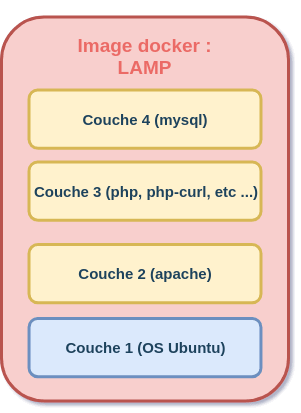 Image docker :
LAMP
Couche 4 (mysql)
Couche 3 (php, php-curl, etc ...)
Couche 2 (apache)
Couche 1 (OS Ubuntu)